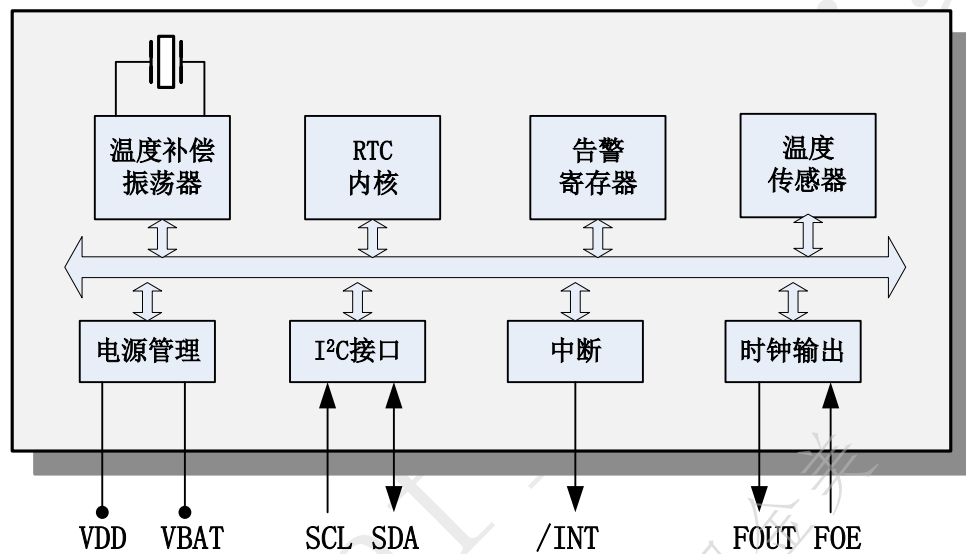 温度补偿
振荡器
RTC
内核
告警
寄存器
温度
传感器
电源管理
I²C接口
中断
时钟输出
VDD
VBAT
SCL
SDA
/INT
FOUT
FOE